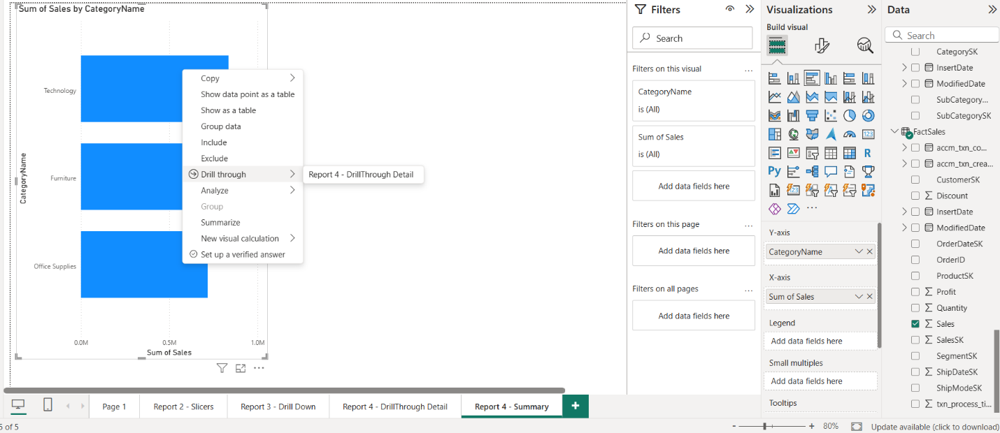 Sum of Sales by CategoryName
CategoryName
Technology
Furniture
Office Supplies
0.0M 0.5M 1.0M
Sum of Sales
Copy
Show data point as a table
Show as a table
Group data
Include
Exclude
Drill through
Report 4 - DrillThrough Detail
Analyze
Group
Summarize
New visual calculation
Set up a verified answer
Filters
Search
Filters on this visual
CategoryName
is (All)
Sum of Sales
is (All)
Add data fields here
Filters on this page
Add data fields here
Filters on all pages
Add data fields here
Visualizations
Build visual
123
R
Py
123
Y-axis
CategoryName
X-axis
Sum of Sales
Legend
Add data fields here
Small multiples
Add data fields here
Tooltips
Data
Search
CategorySK
InsertDate
ModifiedDate
SubCategory...
SubCategorySK
FactSales
accm_txn_co...
accm_txn_crea...
CustomerSK
Discount
InsertDate
ModifiedDate
OrderDateSK
OrderID
ProductSK
Profit
Quantity
Sales
SalesSK
SegmentSK
ShipDateSK
ShipModeSK
txn_process_ti...
Page 1
Report 2 - Slicers
Report 3 - Drill Down
Report 4 - DrillThrough Detail
Report 4 - Summary
5 of 5
- + 80%
Update available (click to download)